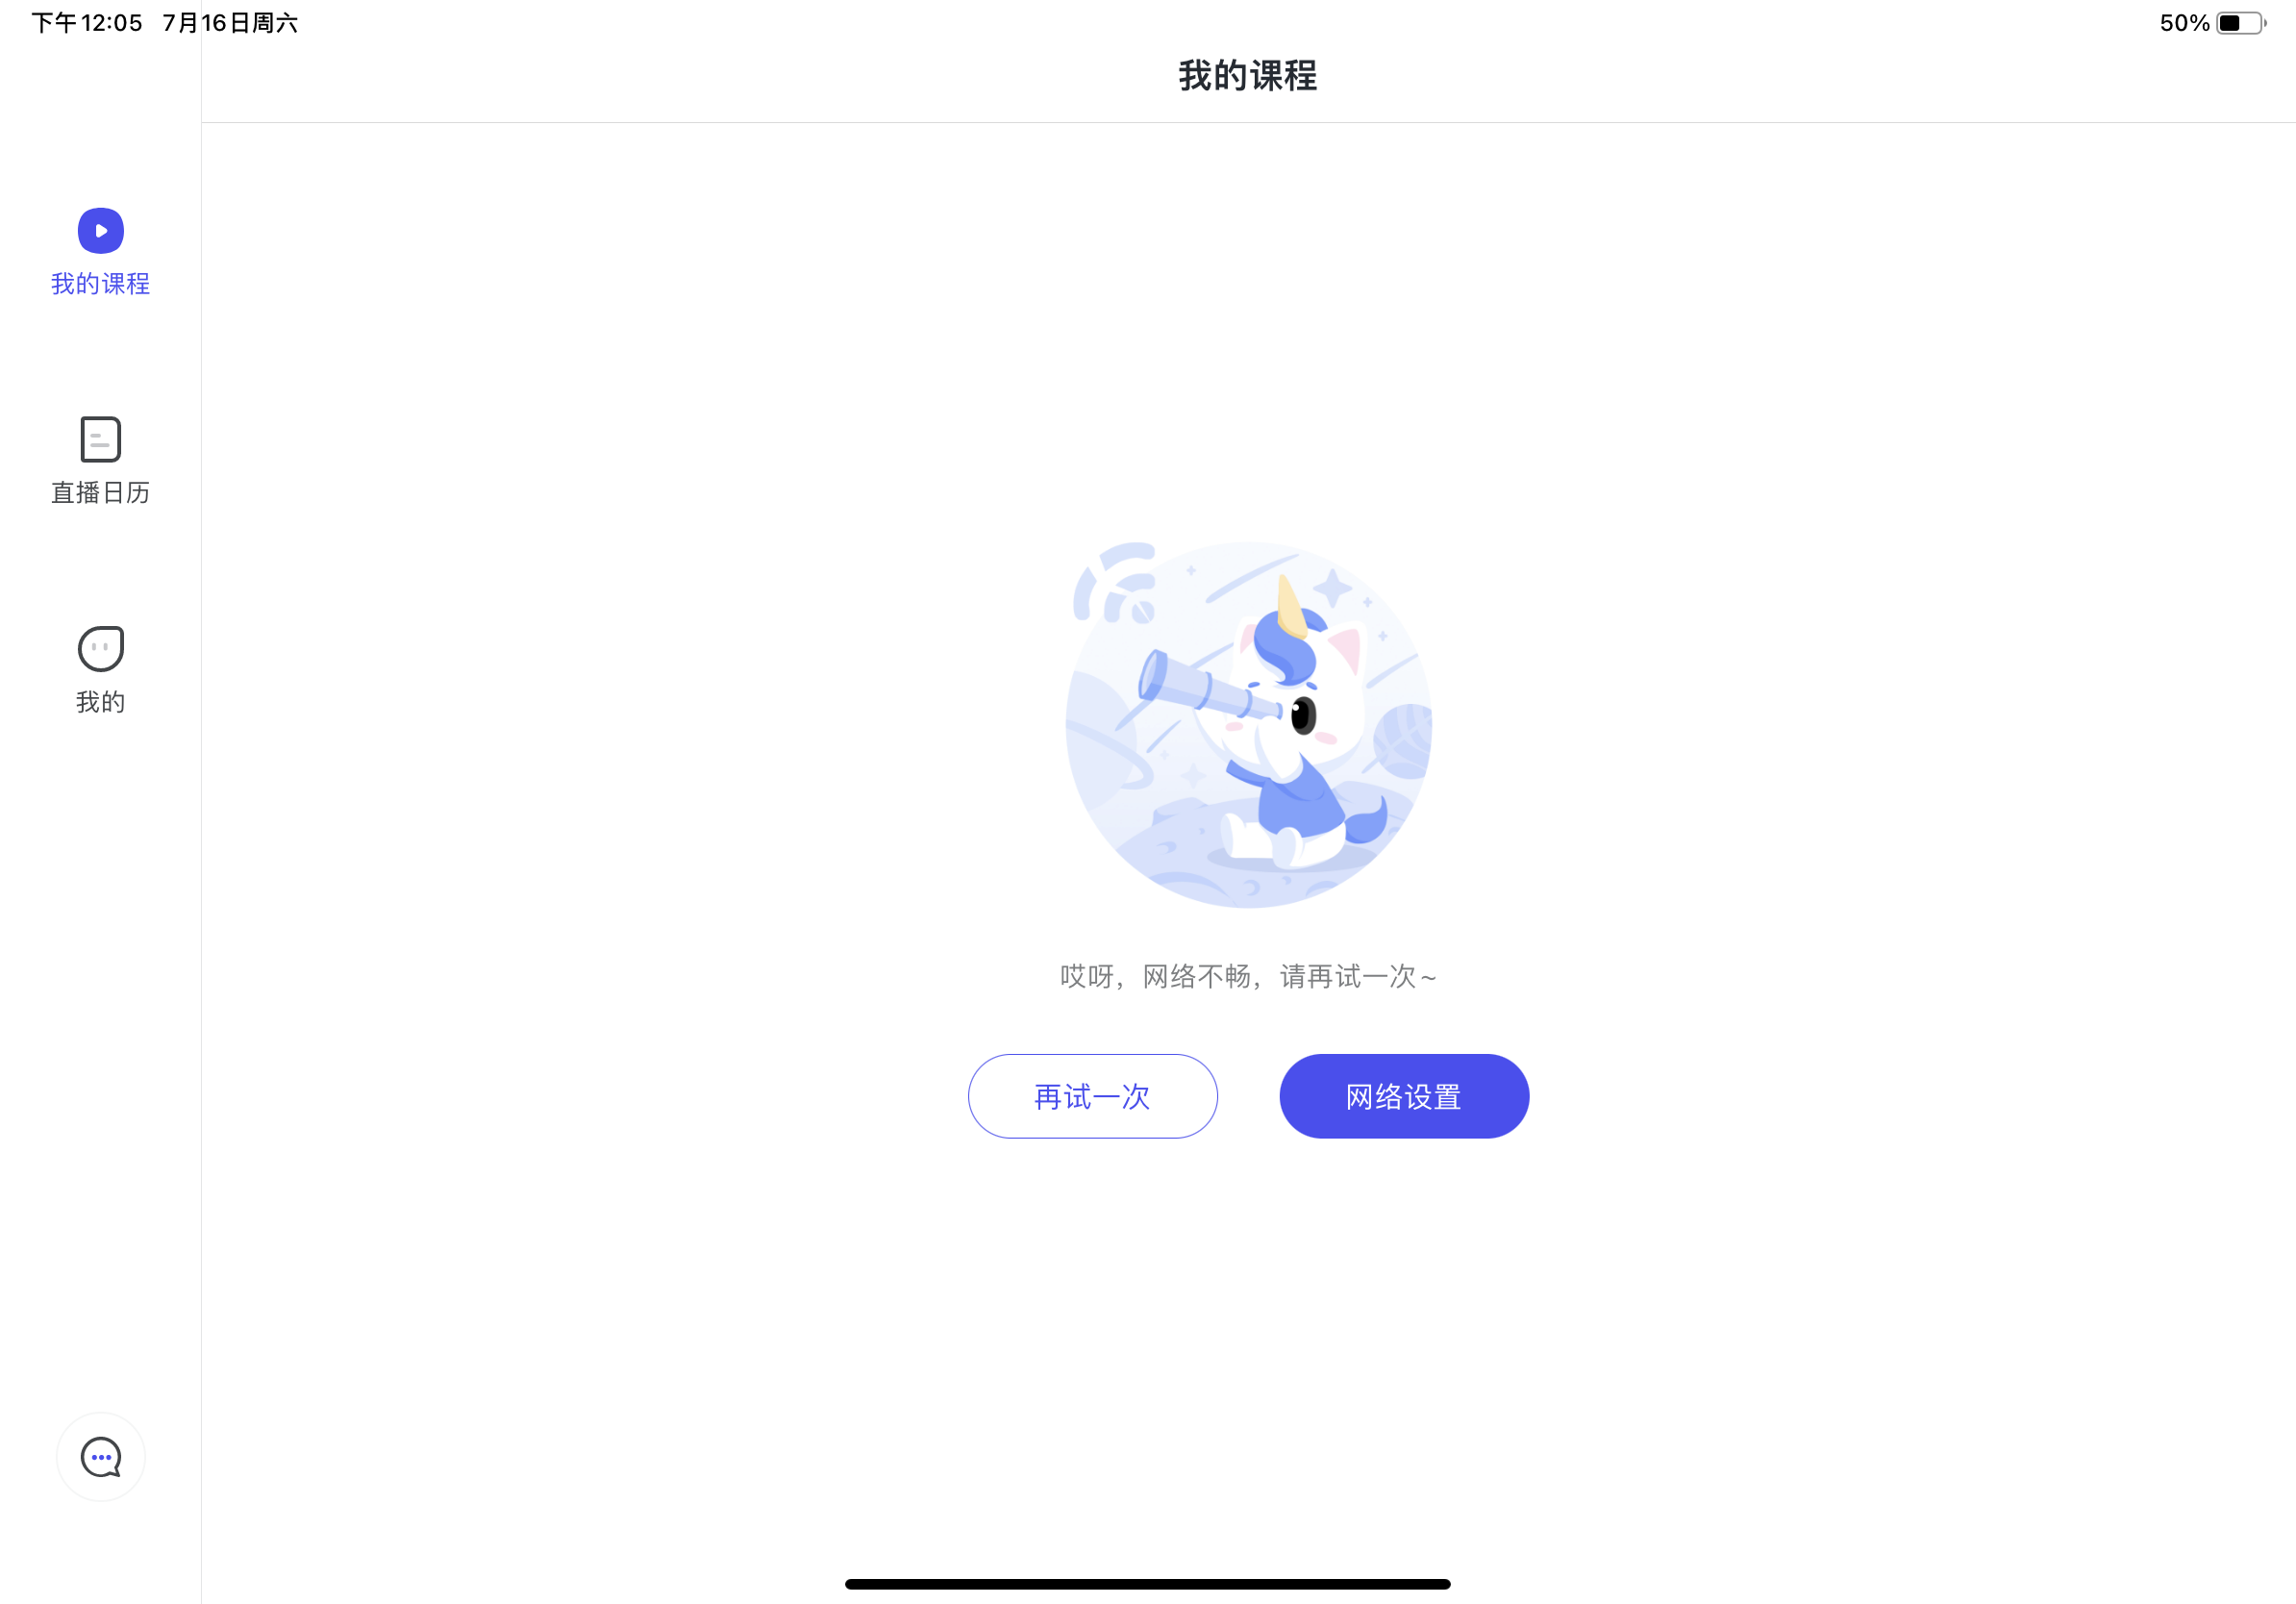 下午12:05 7月16日周六
50%
我的课程
我的课程
直播日历
我的
哎呀，网络不畅，请再试一次~
再试一次
网络设置